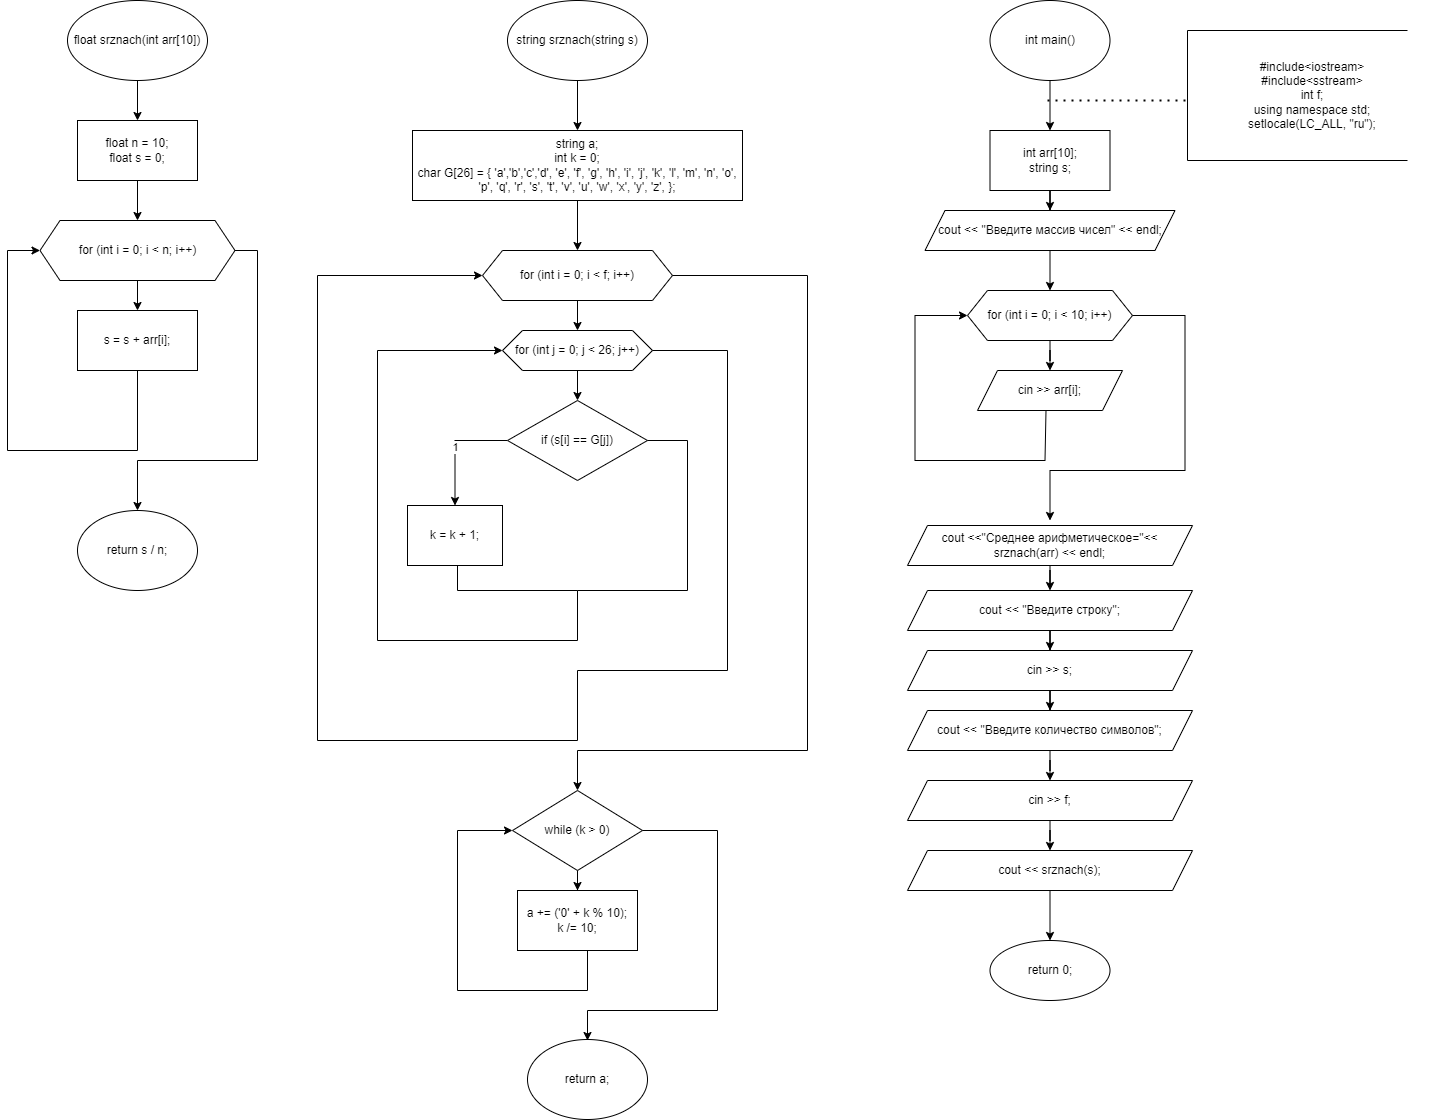 float srznach(int arr[10])
float n = 10;
float s = 0;
for (int i = 0; i < n; i++)
s = s + arr[i];
return s / n;
string srznach(string s)
string a;
int k = 0;
char G[26] = { 'a','b','c','d', 'e', 'f', 'g', 'h', 'i', 'j', 'k', 'l', 'm', 'n', 'o',
'p', 'q', 'r', 's', 't', 'v', 'u', 'w', 'x', 'y', 'z', };
for (int i = 0; i < f; i++)
for (int j = 0; j < 26; j++)
if (s[i] == G[j])
1
k = k + 1;
while (k > 0)
a += ('0' + k % 10);
k /= 10;
return a;
int main()
#include<iostream>
#include<sstream>
int f;
using namespace std;
setlocale(LC_ALL, "ru");
int arr[10];
string s;
cout << "Введите массив чисел" << endl;
for (int i = 0; i < 10; i++)
cin >> arr[i];
cout <<"Среднее арифметическое="<<
srznach(arr) << endl;
cout << "Введите строку";
cin >> s;
cout << "Введите количество символов";
cin >> f;
cout << srznach(s);
return 0;